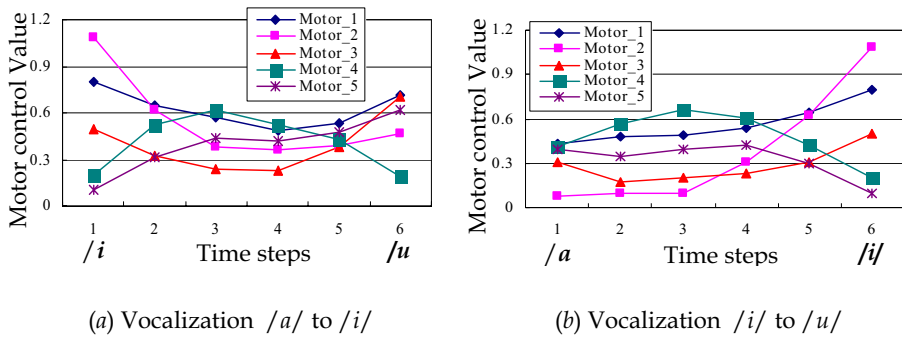 Motor control Value
1.2
0.9
0.6
0.3
0
Motor_1
Motor_2
Motor_3
Motor_4
Motor_5
1 2 3 4 5 6
/i Time steps /u
(a) Vocalization /a/ to /i/
Motor control Value
1.2
0.9
0.6
0.3
0
Motor_1
Motor_2
Motor_3
Motor_4
Motor_5
1 2 3 4 5 6
/a Time steps /i/
(b) Vocalization /i/ to /u/